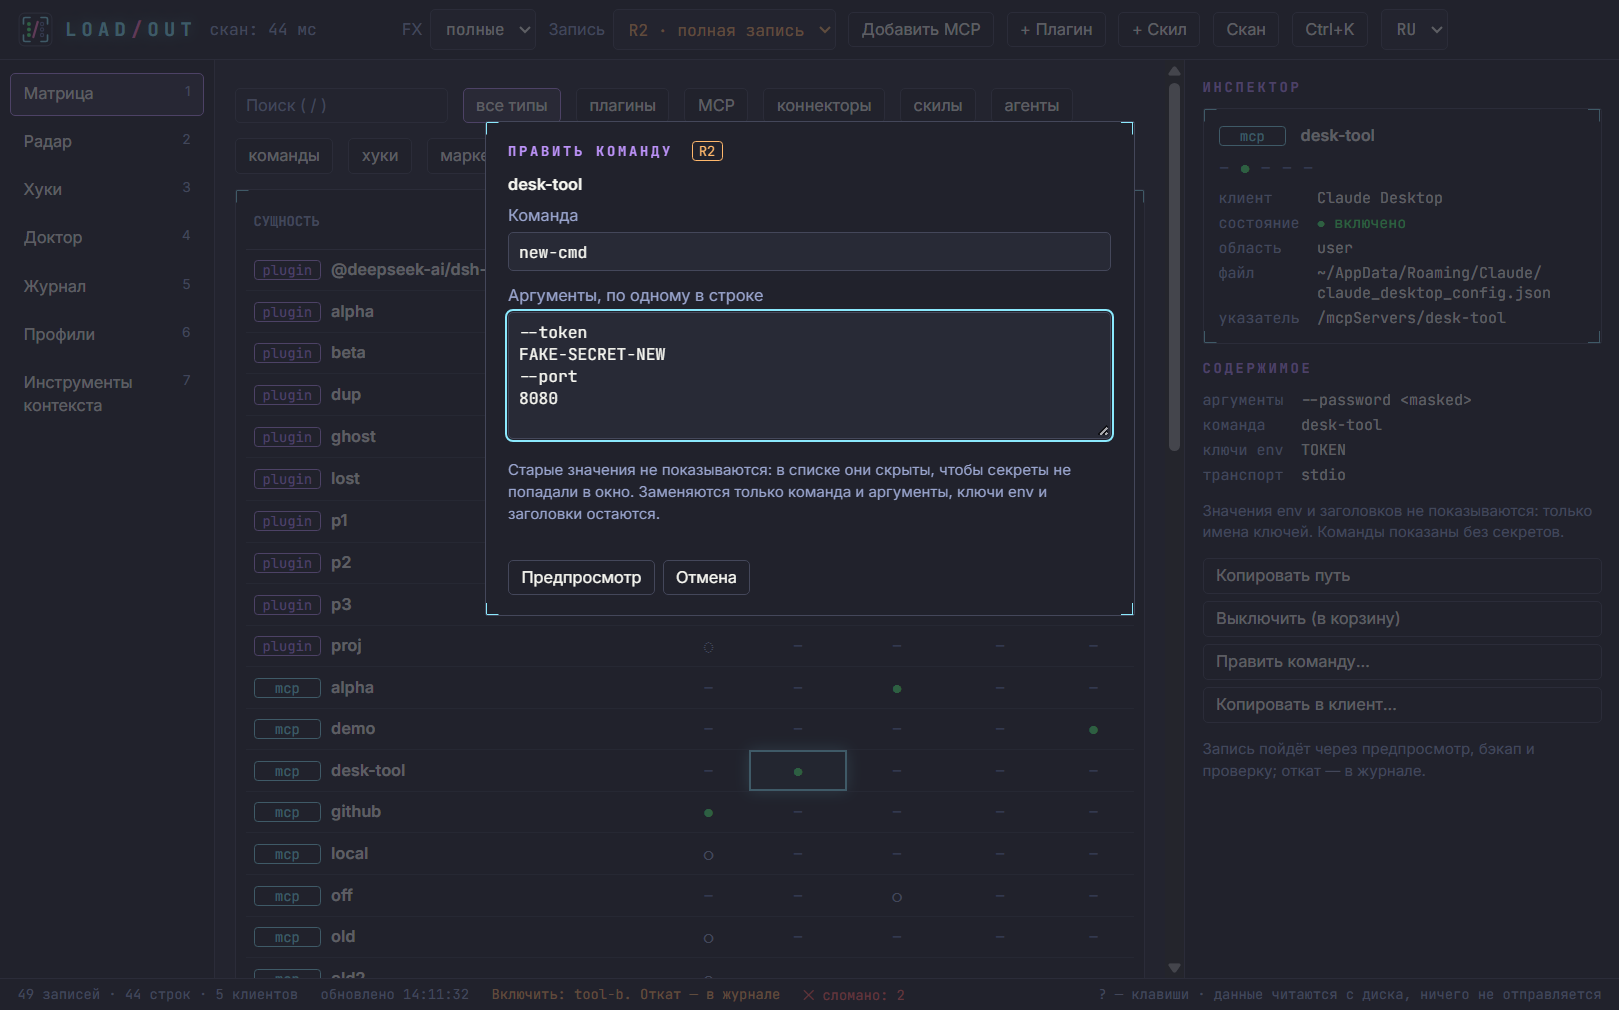 LOAD/OUT скан: 44 мс FX полные Запись R2 · полная запись Добавить MCP + Плагин + Скил Скан Ctrl+K RU
Матрица 1
Радар 2
Хуки 3
Доктор 4
Журнал 5
Профили 6
Инструменты контекста 7
Поиск ( / ) все типы плагины MCP коннекторы скилы агенты
команды хуки марке
СУЩНОСТЬ
plugin @deepseek-ai/dsh-
plugin alpha
plugin beta
plugin dup
plugin ghost
plugin lost
plugin p1
plugin p2
plugin p3
plugin proj
mcp alpha
mcp demo
mcp desk-tool
mcp github
mcp local
mcp off
mcp old
mcp old2
ПРАВИТЬ КОМАНДУ R2
desk-tool
Команда
new-cmd
Аргументы, по одному в строке
--token
FAKE-SECRET-NEW
--port
8080
Старые значения не показываются: в списке они скрыты, чтобы секреты не
попадали в окно. Заменяются только команда и аргументы, ключи env и
заголовки остаются.
Предпросмотр Отмена
ИНСПЕКТОР
mcp desk-tool
клиент Claude Desktop
состояние ● включено
область user
файл ~/AppData/Roaming/Claude/
claude_desktop_config.json
указатель /mcpServers/desk-tool
СОДЕРЖИМОЕ
аргументы --password <masked>
команда desk-tool
ключи env TOKEN
транспорт stdio
Значения env и заголовков не показываются: только
имена ключей. Команды показаны без секретов.
Копировать путь
Выключить (в корзину)
Править команду...
Копировать в клиент...
Запись пойдёт через предпросмотр, бэкап и
проверку; откат — в журнале.
49 записей · 44 строк · 5 клиентов обновлено 14:11:32 Включить: tool-b. Откат — в журнале ✕ сломано: 2 ? — клавиши · данные читаются с диска, ничего не отправляется